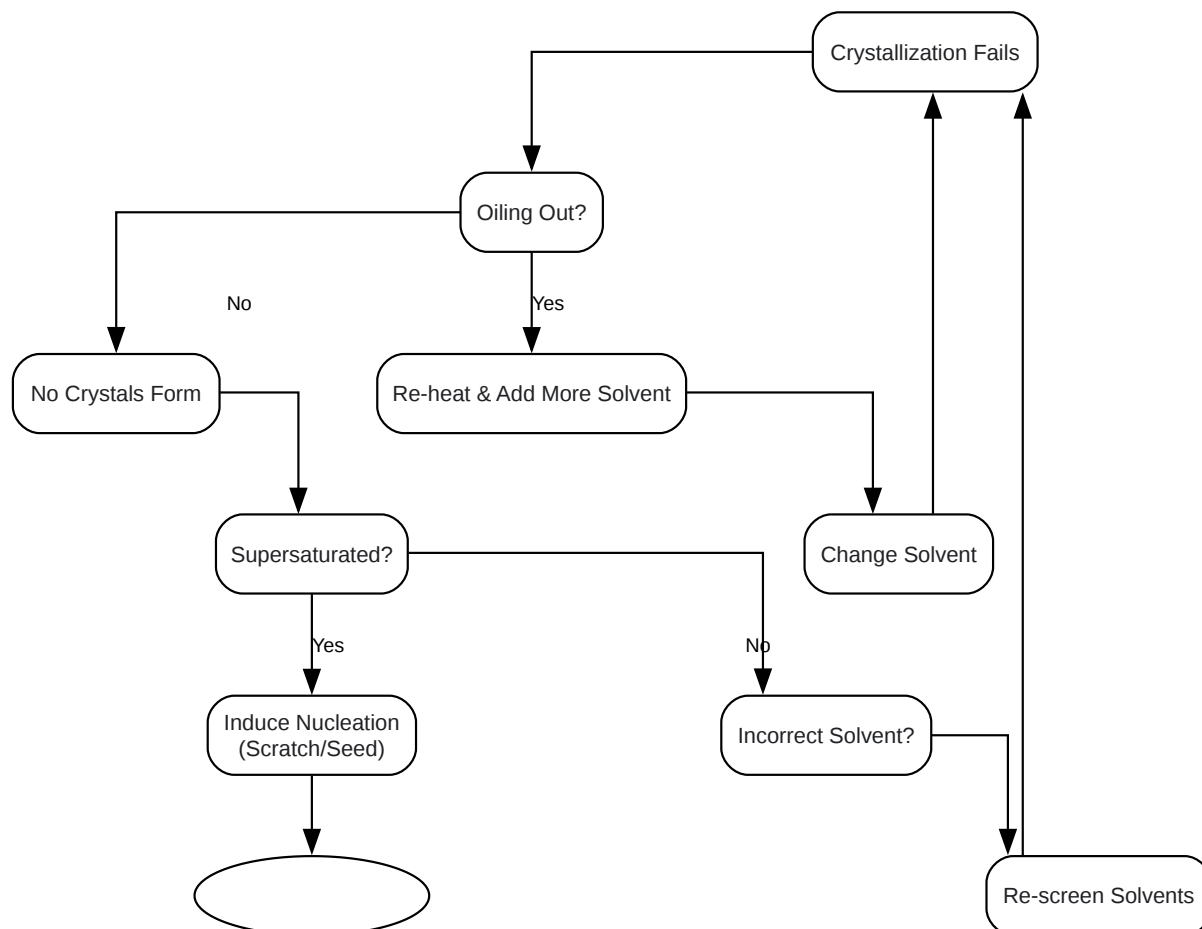 Crystallization Fails
Oiling Out?
No
Yes
No Crystals Form
Re-heat & Add More Solvent
Supersaturated?
Change Solvent
Yes
No
Induce Nucleation
(Scratch/Seed)
Incorrect Solvent?
Re-screen Solvents